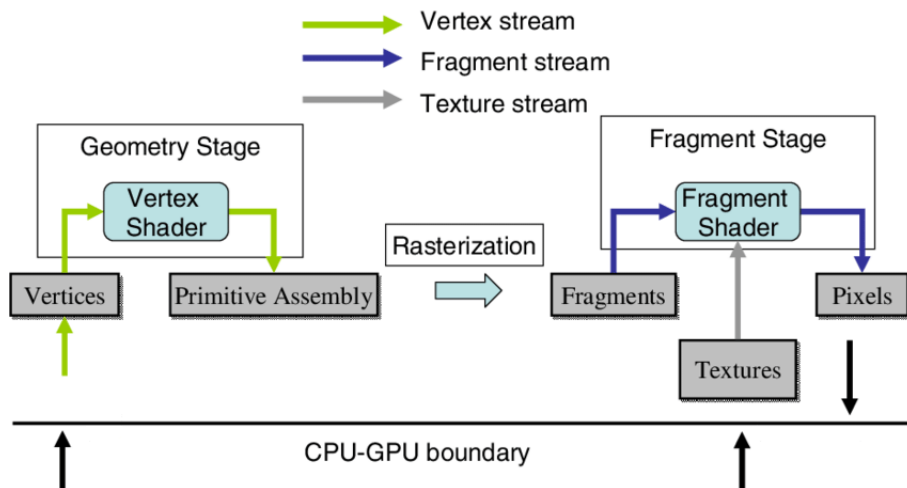 Vertex stream
Fragment stream
Texture stream
Geometry Stage
Vertex
Shader
Vertices
Primitive Assembly
Rasterization
Fragment Stage
Fragment
Shader
Fragments
Pixels
Textures
CPU-GPU boundary